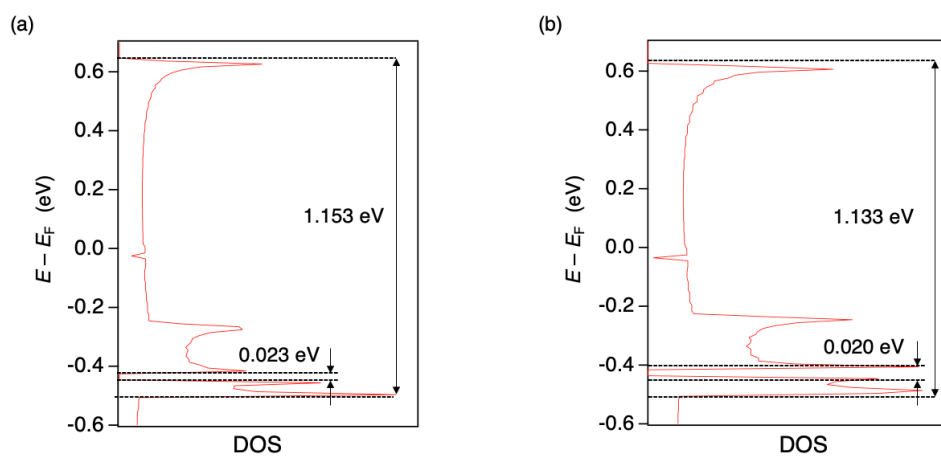 (a)
0.6
0.4
0.2
0.0
-0.2
-0.4
-0.6
E – E_F (eV)
1.153 eV
0.023 eV
DOS
(b)
0.6
0.4
0.2
0.0
-0.2
-0.4
-0.6
E – E_F (eV)
1.133 eV
0.020 eV
DOS